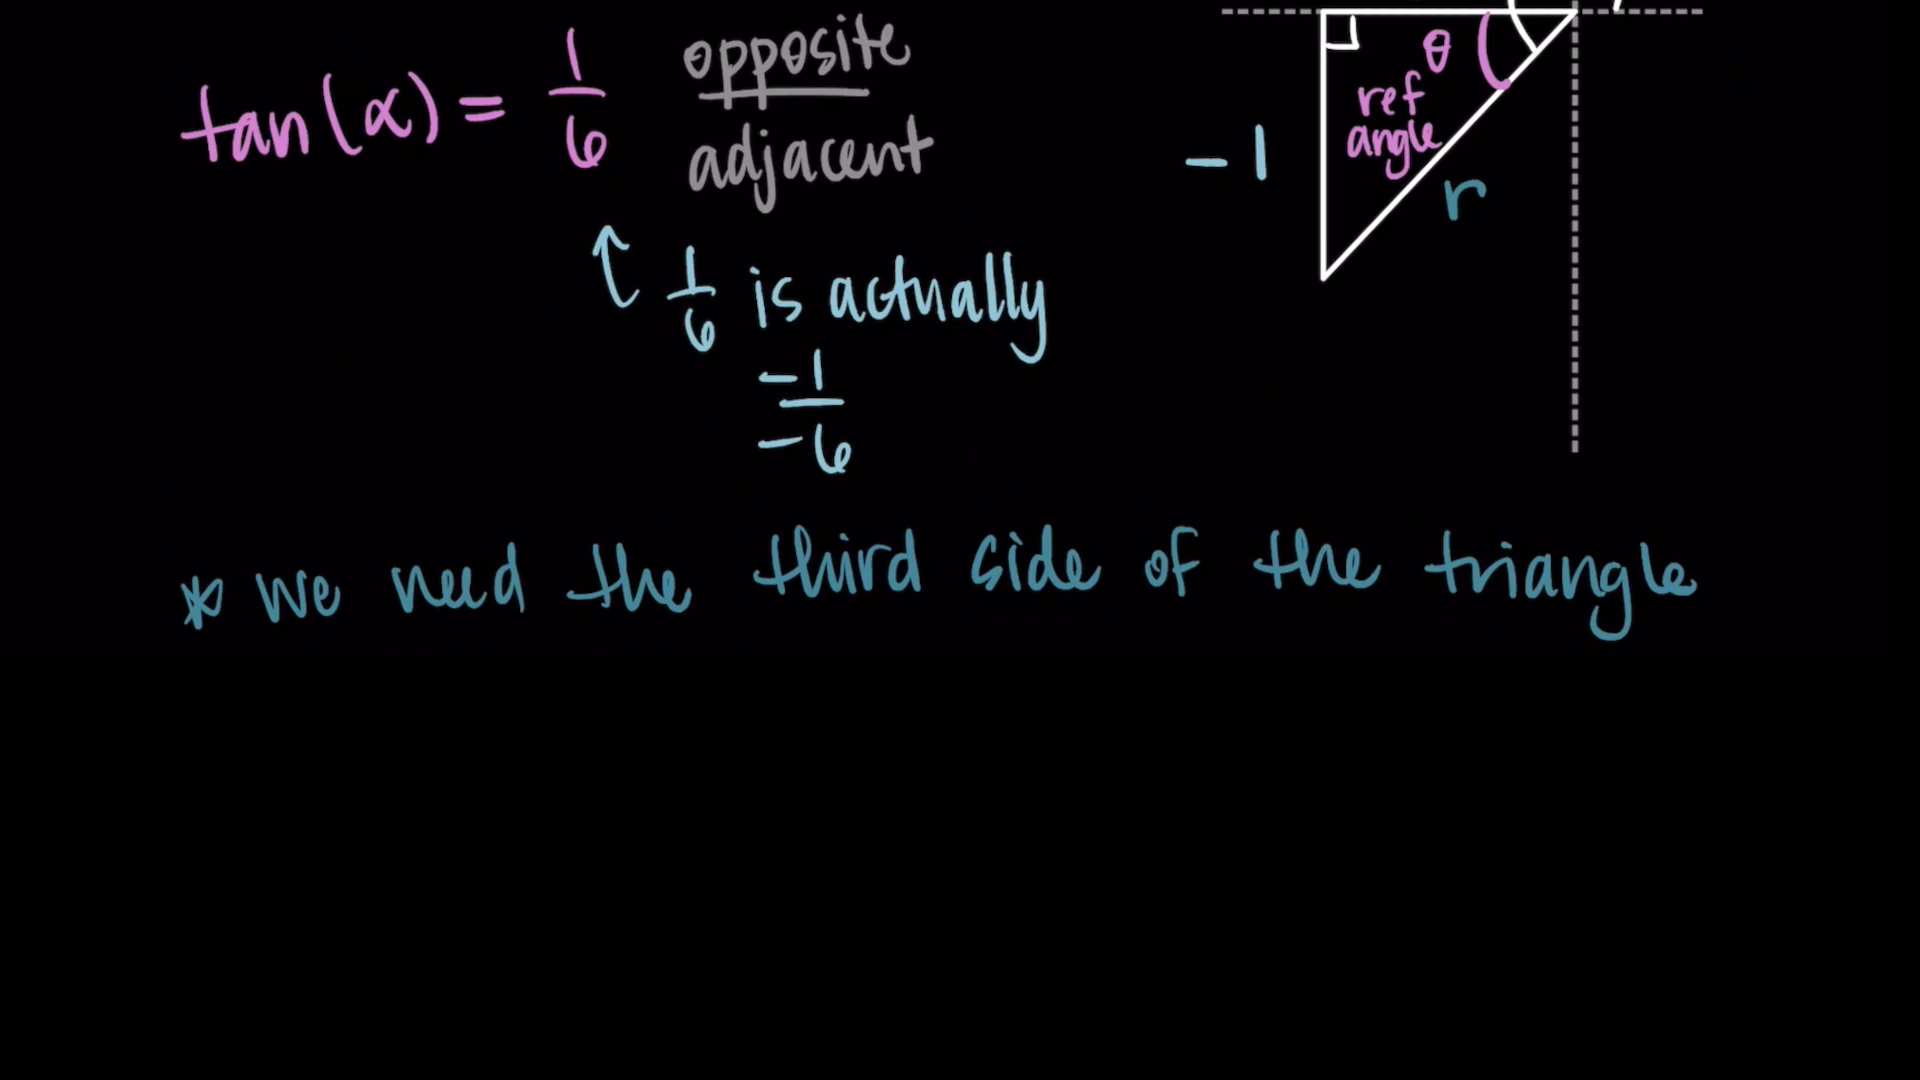 tan(α) = 1/6 opposite/adjacent
θ
ref
angle
-1
r
1/6 is actually
-1/-6
* we need the third side of the triangle